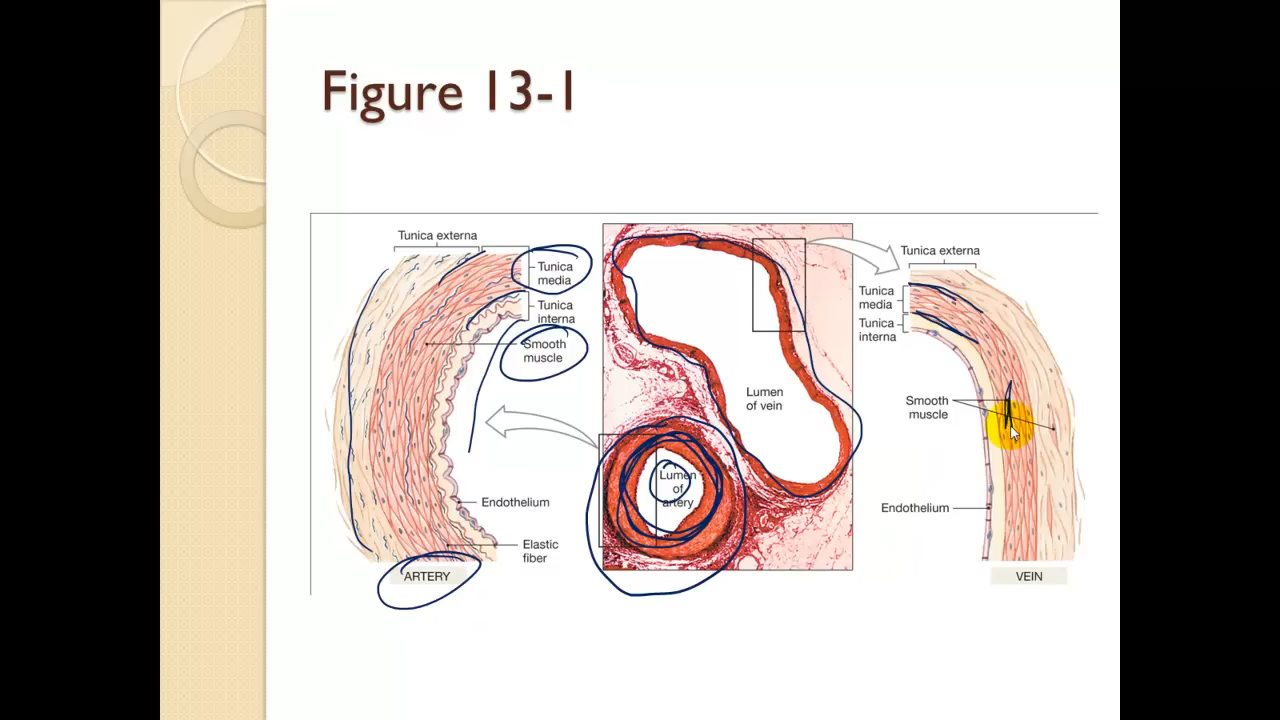 Figure 13-1
Tunica externa
Tunica
media
Tunica
interna
Smooth
muscle
Endothelium
Elastic
fiber
ARTERY
Lumen
of vein
Lumen
of
artery
Tunica externa
Tunica
media
Tunica
interna
Smooth
muscle
Endothelium
VEIN